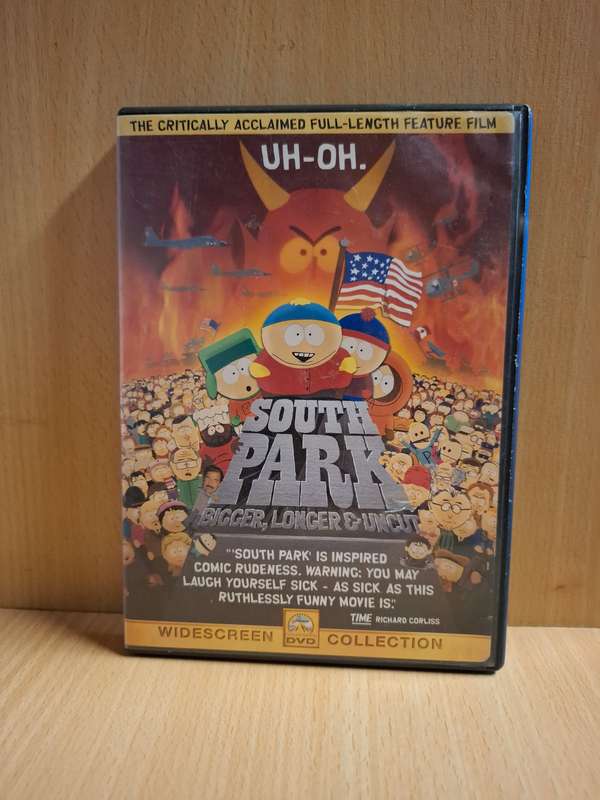 THE CRITICALLY ACCLAIMED FULL-LENGTH FEATURE FILM
UH-OH.
SOUTH
PARK
BIGGER, LONGER & UNCUT
"'SOUTH PARK' IS INSPIRED
COMIC RUDENESS. WARNING: YOU MAY
LAUGH YOURSELF SICK - AS SICK AS THIS
RUTHLESSLY FUNNY MOVIE IS."
TIME RICHARD CORLISS
WIDESCREEN DVD COLLECTION